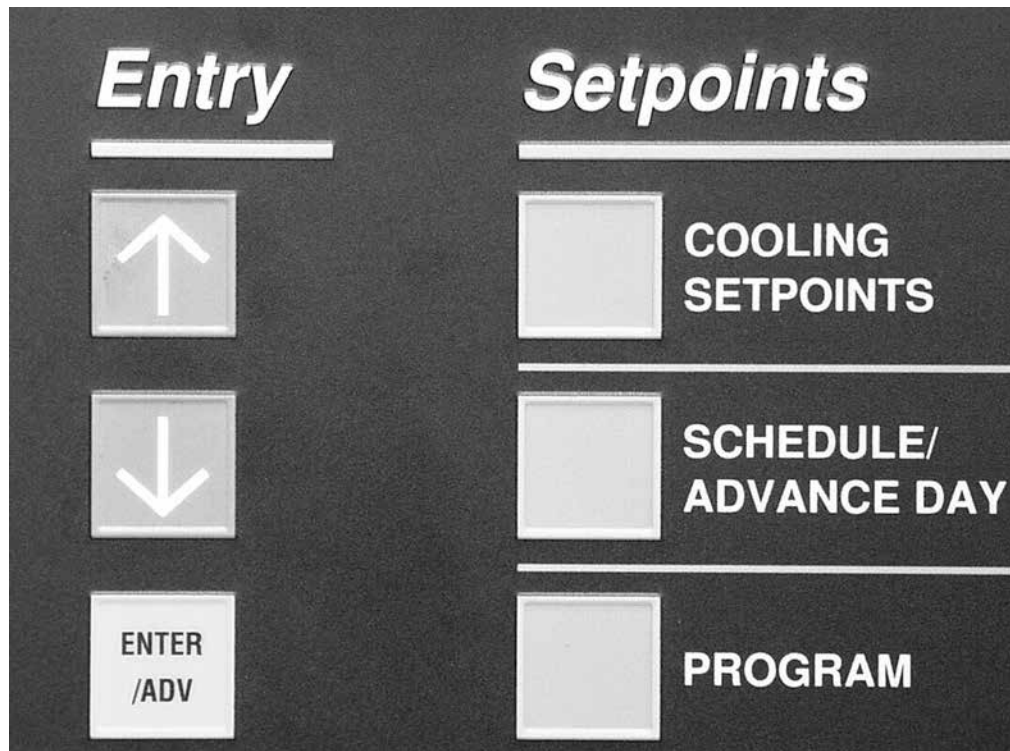 Entry
Setpoints
COOLING
SETPOINTS
SCHEDULE/
ADVANCE DAY
ENTER
/ADV
PROGRAM